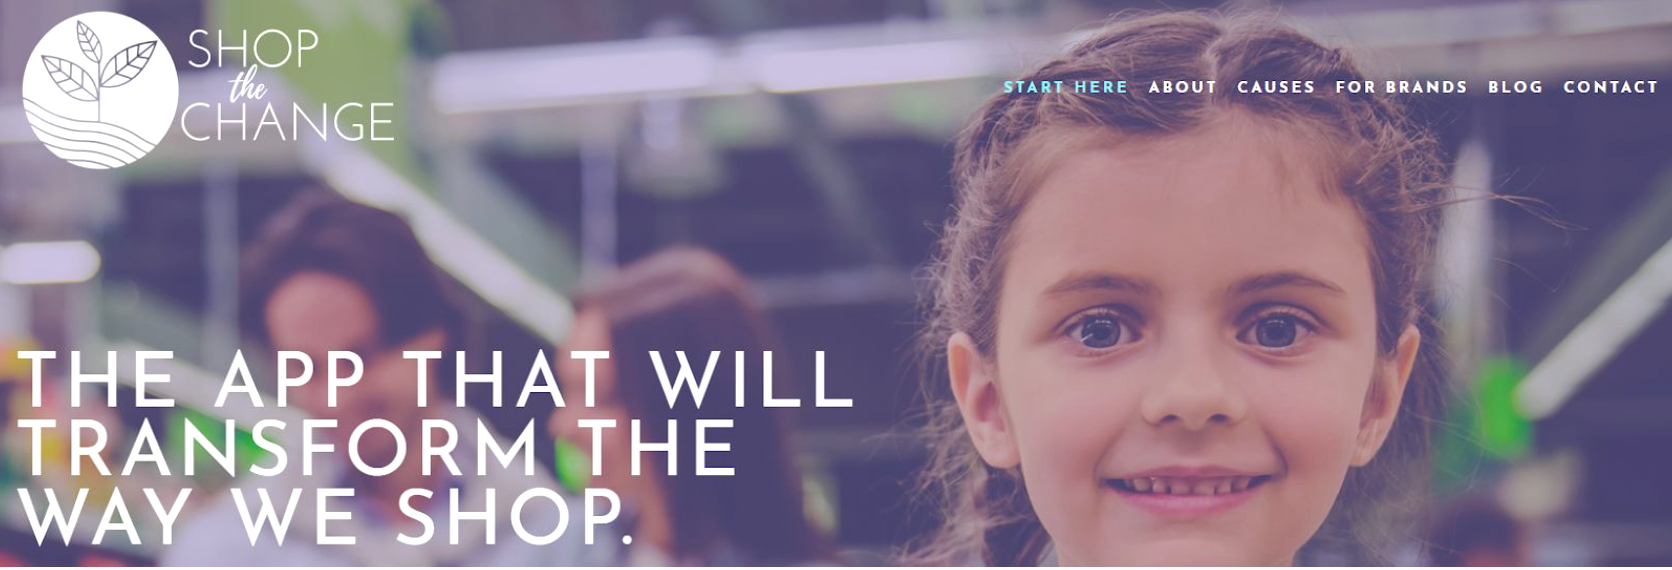 SHOP
the
CHANGE
START HERE ABOUT CAUSES FOR BRANDS BLOG CONTACT
THE APP THAT WILL
TRANSFORM THE
WAY WE SHOP.